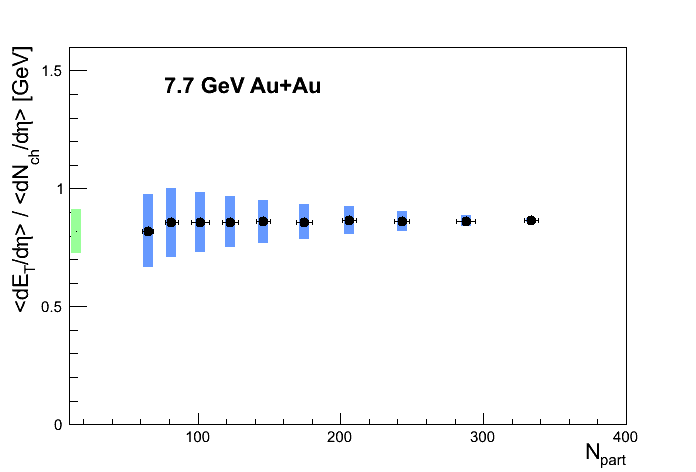 7.7 GeV Au+Au
<dE_T/dη> / <dN_ch/dη> [GeV]
1.5
1
0.5
0
100 200 300 400
N_part